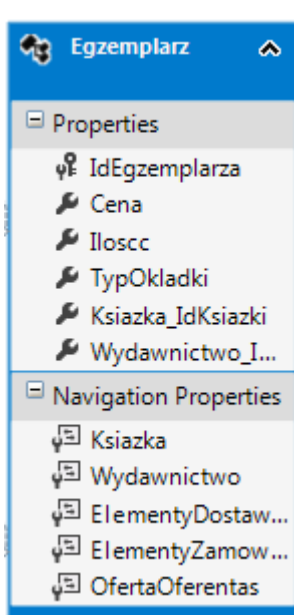 Egzemplarz
Properties
IdEgzemplarza
Cena
Iloscc
TypOkladki
Ksiazka_IdKsiazki
Wydawnictwo_I...
Navigation Properties
Ksiazka
Wydawnictwo
ElementyDostaw...
ElementyZamow...
OfertaOferentas